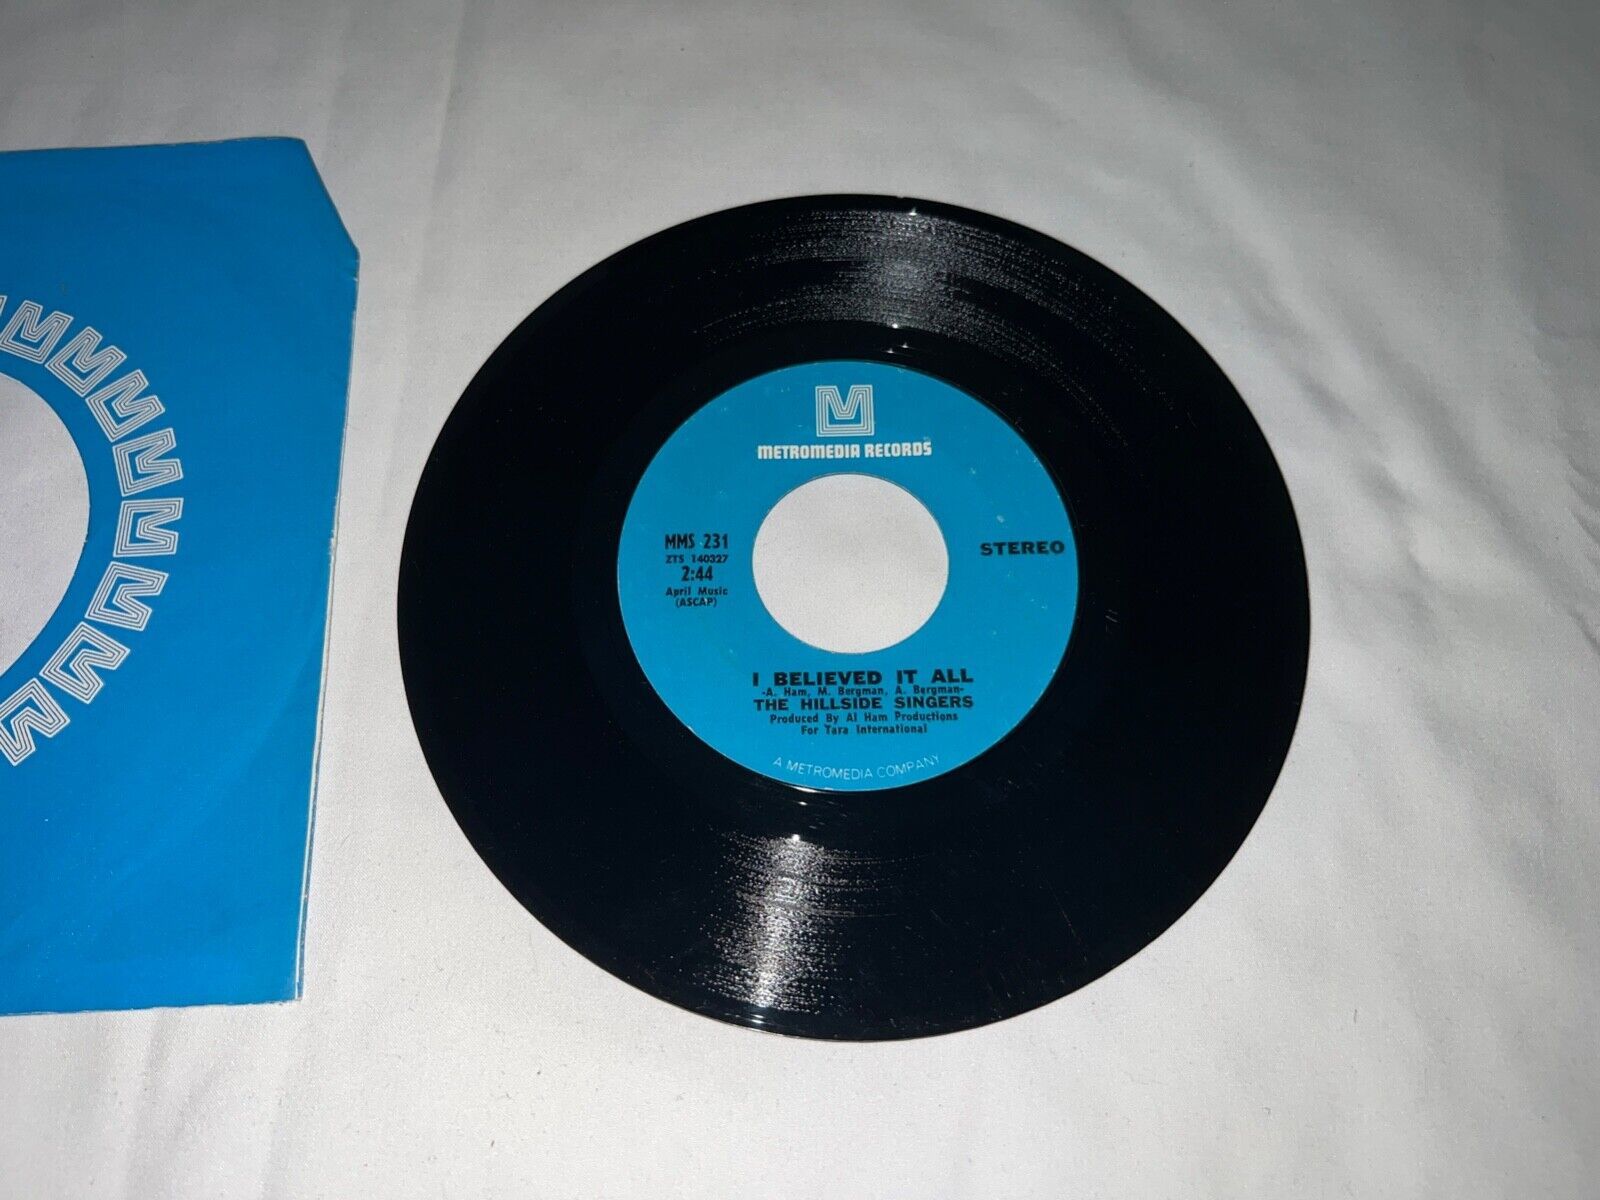 METROMEDIA RECORDS
MMS 231
ZTS 140327
2:44
April Music
(ASCAP)
STEREO
I BELIEVED IT ALL
-A. Ham, M. Bergman, A. Bergman-
THE HILLSIDE SINGERS
Produced By Al Ham Productions
For Tara International
A METROMEDIA COMPANY